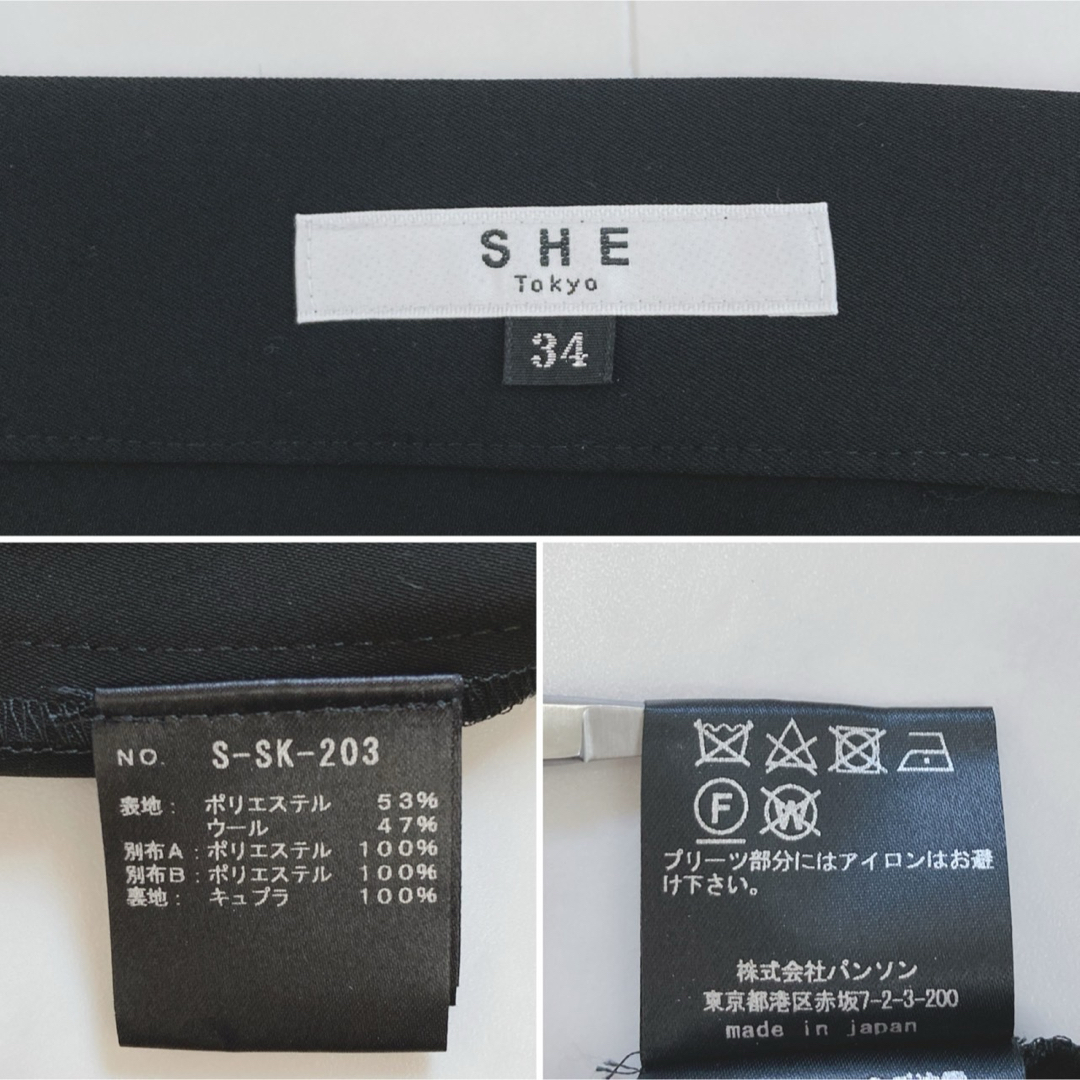 SHE
Tokyo
34
NO. S-SK-203
表地: ポリエステル 53%
ウール 47%
別布A:ポリエステル 100%
別布B:ポリエステル 100%
裏地: キュプラ 100%
F W
プリーツ部分にはアイロンはお避
け下さい。
株式会社パンソン
東京都港区赤坂7-2-3-200
made in japan